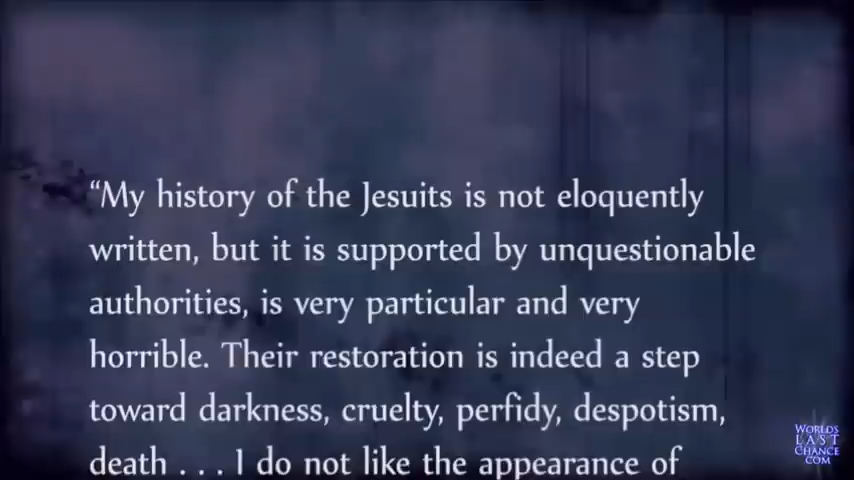 “My history of the Jesuits is not eloquently
written, but it is supported by unquestionable
authorities, is very particular and very
horrible. Their restoration is indeed a step
toward darkness, cruelty, perfidy, despotism,
death . . . I do not like the appearance of
WORLDS
LAST
CHANCE
.COM